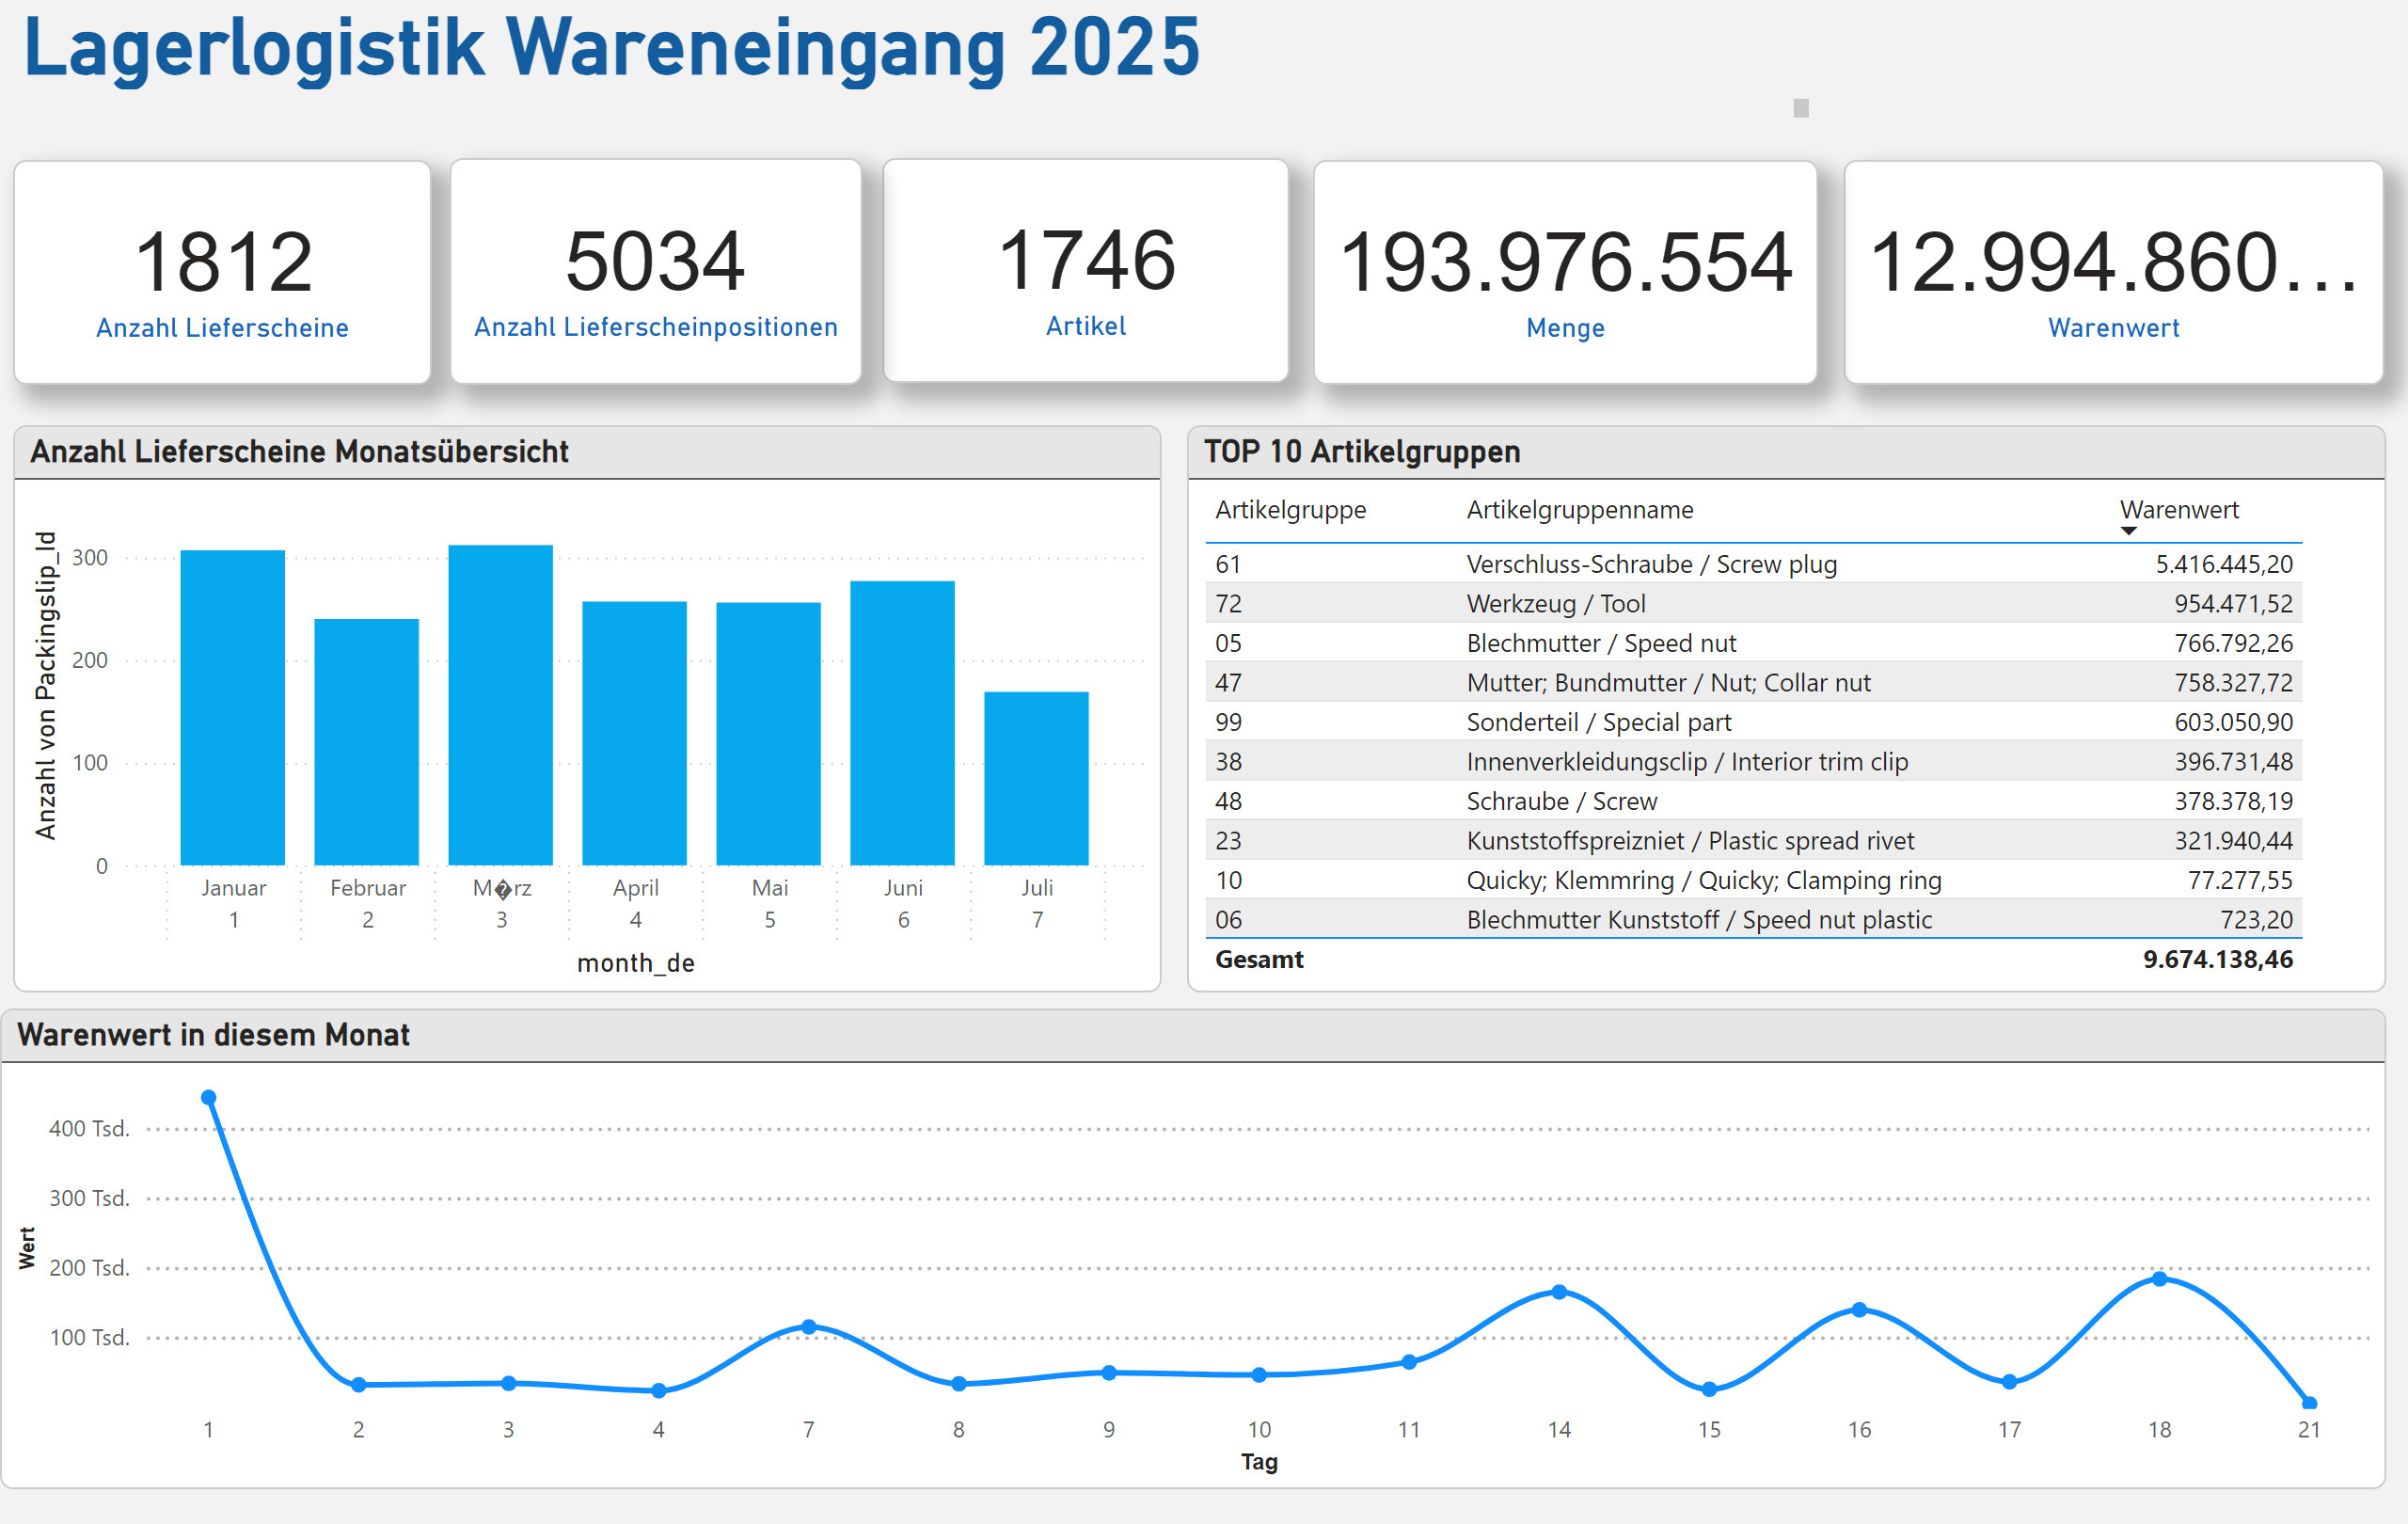 Lagerlogistik Wareneingang 2025
1812
Anzahl Lieferscheine
5034
Anzahl Lieferscheinpositionen
1746
Artikel
193.976.554
Menge
12.994.860...
Warenwert
Anzahl Lieferscheine Monatsübersicht
Anzahl von Packingslip_Id
300
200
100
0
Januar Februar M�rz April Mai Juni Juli
1 2 3 4 5 6 7
month_de
TOP 10 Artikelgruppen
Artikelgruppe Artikelgruppenname Warenwert
61 Verschluss-Schraube / Screw plug 5.416.445,20
72 Werkzeug / Tool 954.471,52
05 Blechmutter / Speed nut 766.792,26
47 Mutter; Bundmutter / Nut; Collar nut 758.327,72
99 Sonderteil / Special part 603.050,90
38 Innenverkleidungsclip / Interior trim clip 396.731,48
48 Schraube / Screw 378.378,19
23 Kunststoffspreizniet / Plastic spread rivet 321.940,44
10 Quicky; Klemmring / Quicky; Clamping ring 77.277,55
06 Blechmutter Kunststoff / Speed nut plastic 723,20
Gesamt 9.674.138,46
Warenwert in diesem Monat
Wert
400 Tsd.
300 Tsd.
200 Tsd.
100 Tsd.
1 2 3 4 7 8 9 10 11 14 15 16 17 18 21
Tag